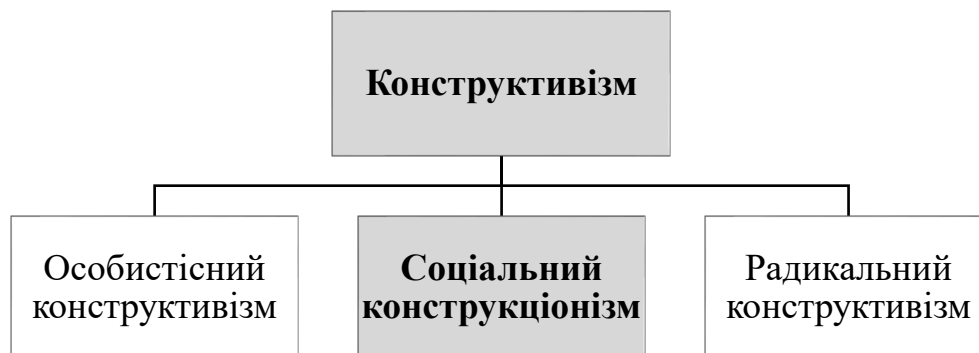 Конструктивізм
Особистісний
конструктивізм
Соціальний
конструкціонізм
Радикальний
конструктивізм